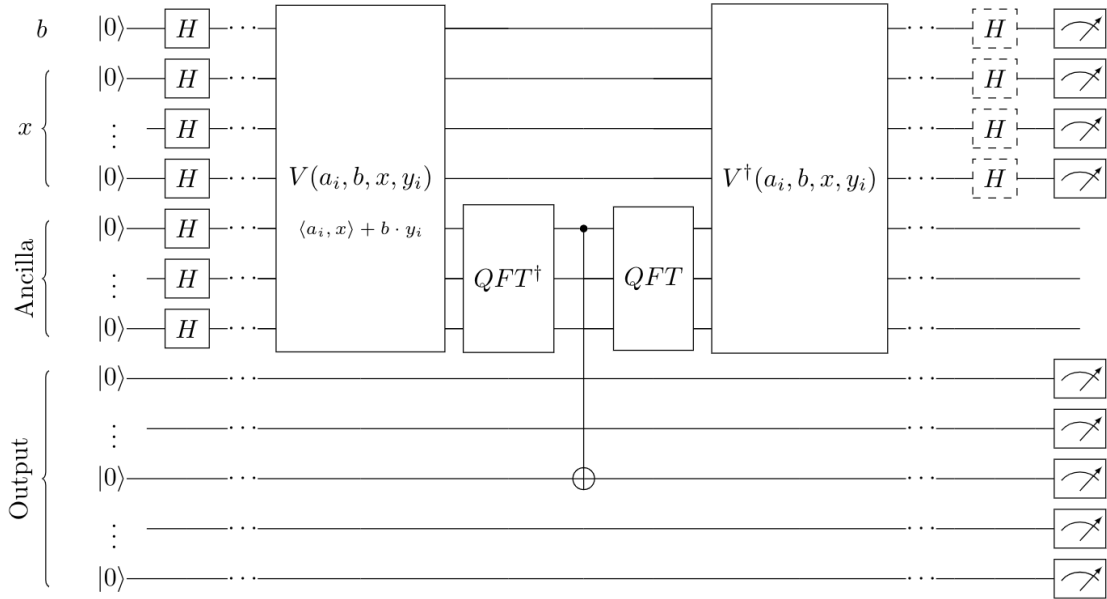 b |0⟩ H ··· ··· H
|0⟩ H ··· ··· H
x ⋮ H ··· ··· H
|0⟩ H ··· V(a_i, b, x, y_i) V†(a_i, b, x, y_i) ··· H
|0⟩ H ··· ⟨a_i, x⟩ + b · y_i ···
Ancilla ⋮ H ··· QFT† QFT ···
|0⟩ H ··· ···
|0⟩ ··· ···
⋮ ··· ···
Output |0⟩ ··· ···
⋮ ··· ···
|0⟩ ··· ···